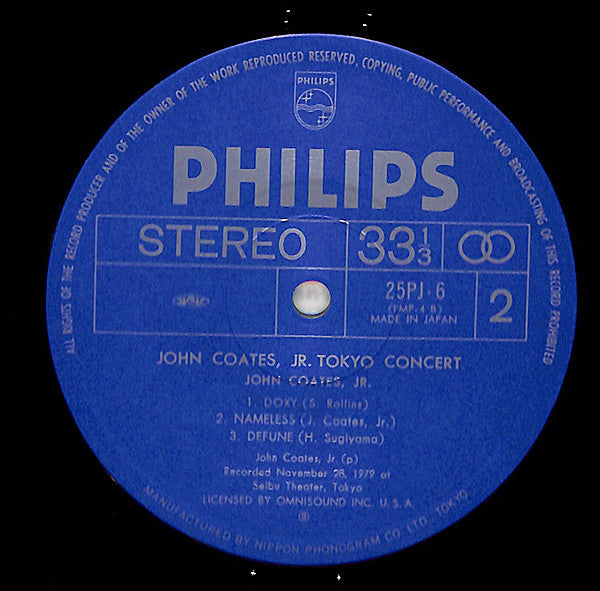 ALL RIGHTS OF THE RECORD PRODUCER AND OF THE OWNER OF THE WORK REPRODUCED RESERVED. COPYING, PUBLIC PERFORMANCE AND BROADCASTING OF THIS RECORD PROHIBITED
PHILIPS
PHILIPS
STEREO 33 1/3
25PJ-6
(PMP-4 B)
MADE IN JAPAN
2
JOHN COATES, JR. TOKYO CONCERT
JOHN COATES, JR.
1. DOXY (S. Rollins)
2. NAMELESS (J. Coates, Jr.)
3. DEFUNE (H. Sugiyama)
John Coates, Jr. (p)
Recorded November 28, 1979 at
Seibu Theater, Tokyo
LICENSED BY OMNISOUND INC. U.S.A.
℗
MANUFACTURED BY NIPPON PHONOGRAM CO., LTD., TOKYO